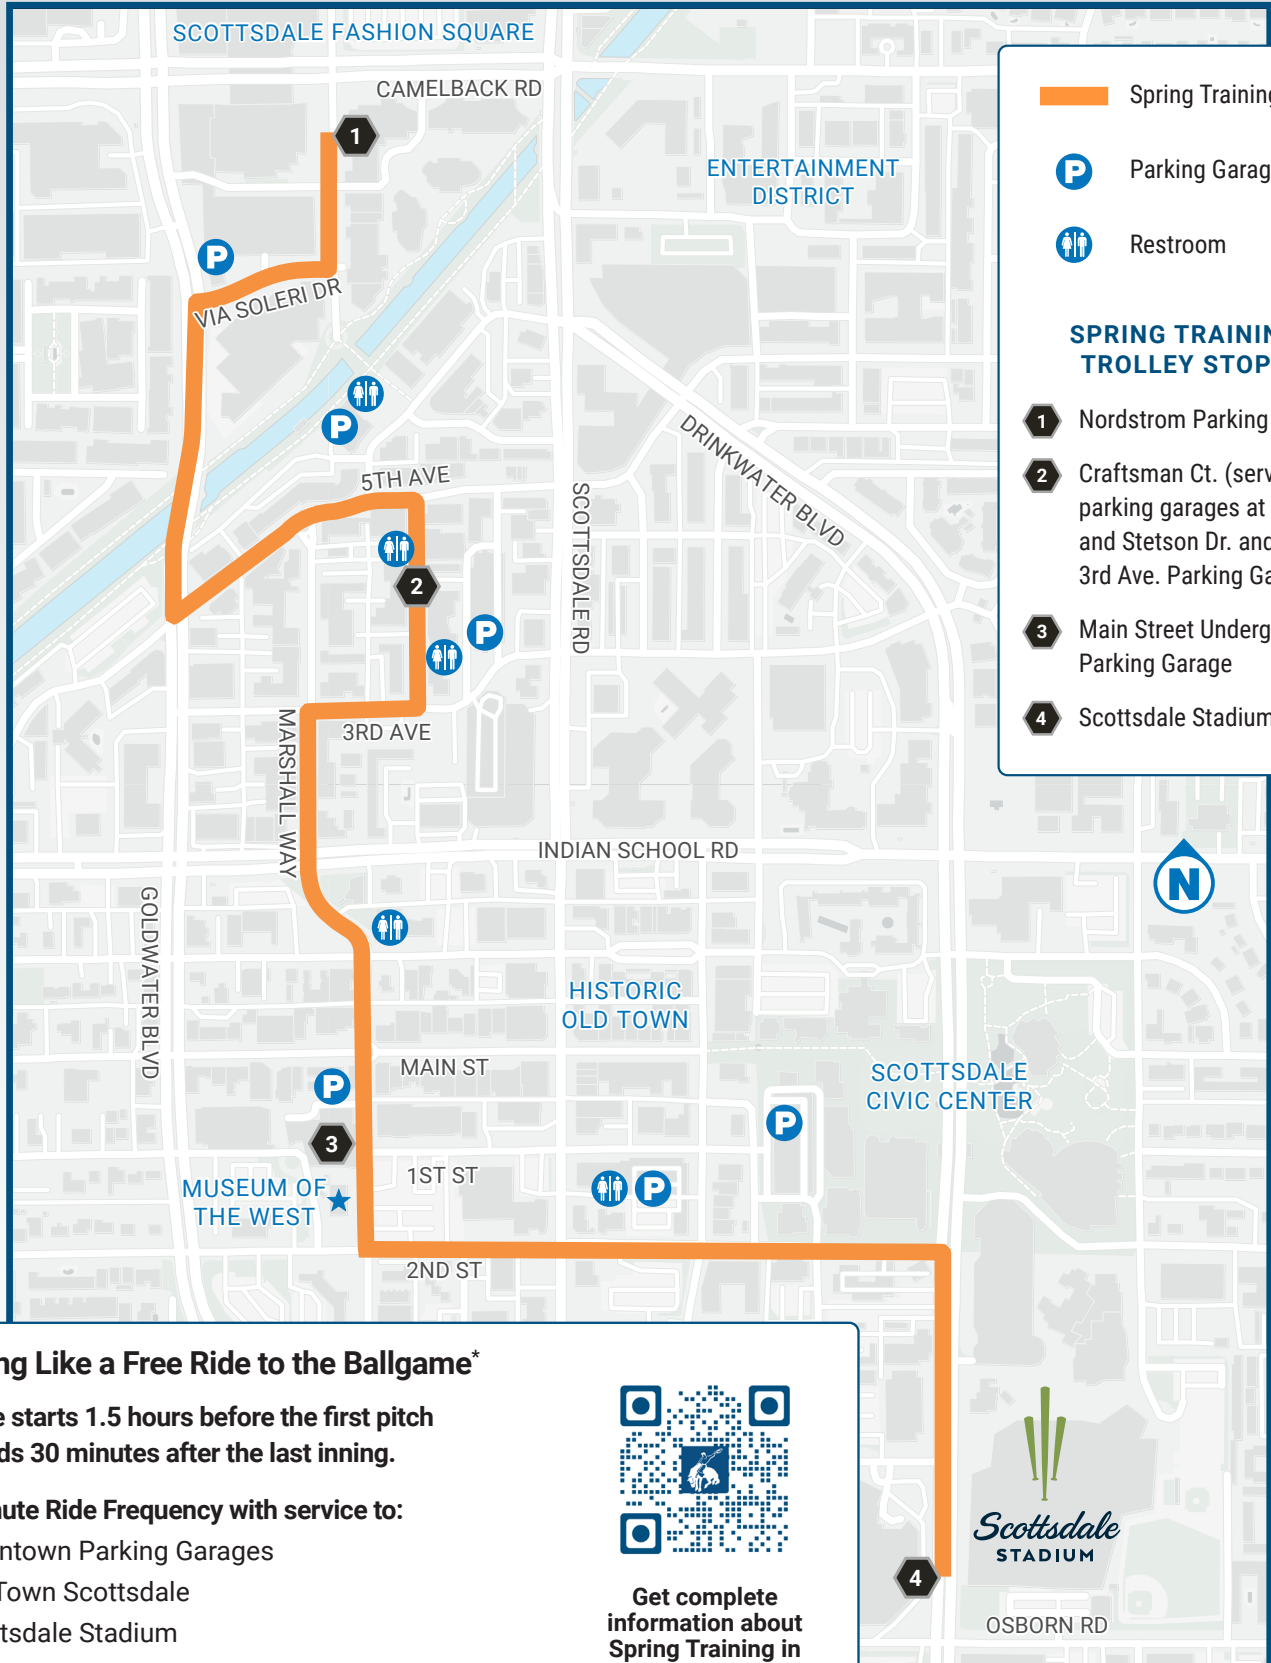 SCOTTSDALE FASHION SQUARE
CAMELBACK RD
1
ENTERTAINMENT
DISTRICT
P
VIA SOLERI DR
P
5TH AVE
DRINKWATER BLVD
SCOTTSDALE RD
2
P
3RD AVE
MARSHALL WAY
INDIAN SCHOOL RD
GOLDWATER BLVD
N
HISTORIC
OLD TOWN
MAIN ST
SCOTTSDALE
CIVIC CENTER
P
P
3
1ST ST
MUSEUM OF
THE WEST
P
2ND ST
Scottsdale
STADIUM
4
OSBORN RD
Spring Training
P Parking Garag
Restroom
SPRING TRAININ
TROLLEY STOP
1 Nordstrom Parking
2 Craftsman Ct. (serv
parking garages at
and Stetson Dr. and
3rd Ave. Parking Ga
3 Main Street Underg
Parking Garage
4 Scottsdale Stadium
ng Like a Free Ride to the Ballgame*
e starts 1.5 hours before the first pitch
ds 30 minutes after the last inning.
ute Ride Frequency with service to:
ntown Parking Garages
Town Scottsdale
tsdale Stadium
Get complete
information about
Spring Training in